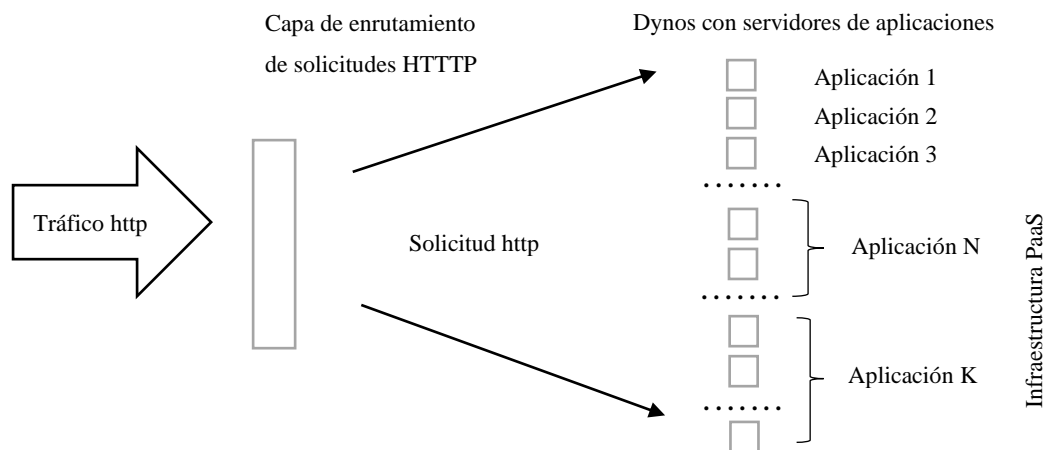 Capa de enrutamiento
de solicitudes HTTTP
Dynos con servidores de aplicaciones
Aplicación 1
Aplicación 2
Aplicación 3
Tráfico http
Solicitud http
Aplicación N
Aplicación K
Infraestructura PaaS